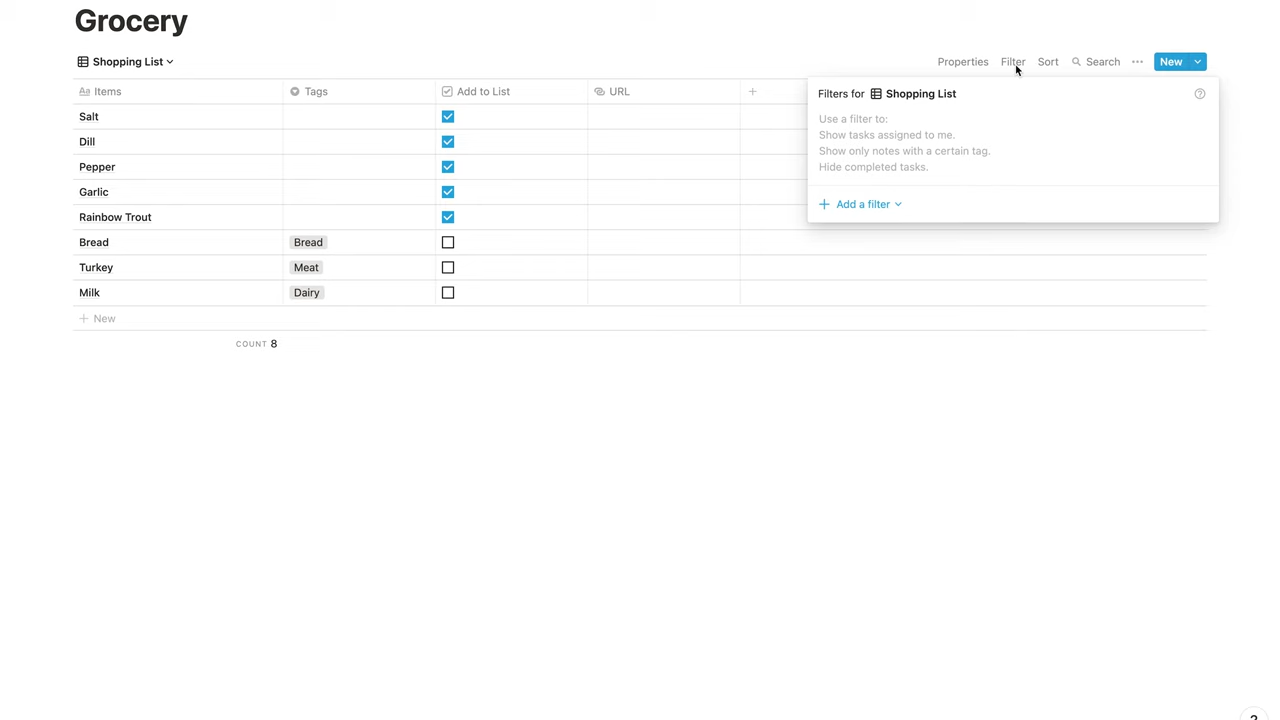 Grocery
Shopping List
Properties Filter Sort Search ··· New
Aa Items Tags Add to List URL +
Filters for Shopping List
Use a filter to:
Show tasks assigned to me.
Show only notes with a certain tag.
Hide completed tasks.
+ Add a filter
Salt
Dill
Pepper
Garlic
Rainbow Trout
Bread Bread
Turkey Meat
Milk Dairy
+ New
COUNT 8
?